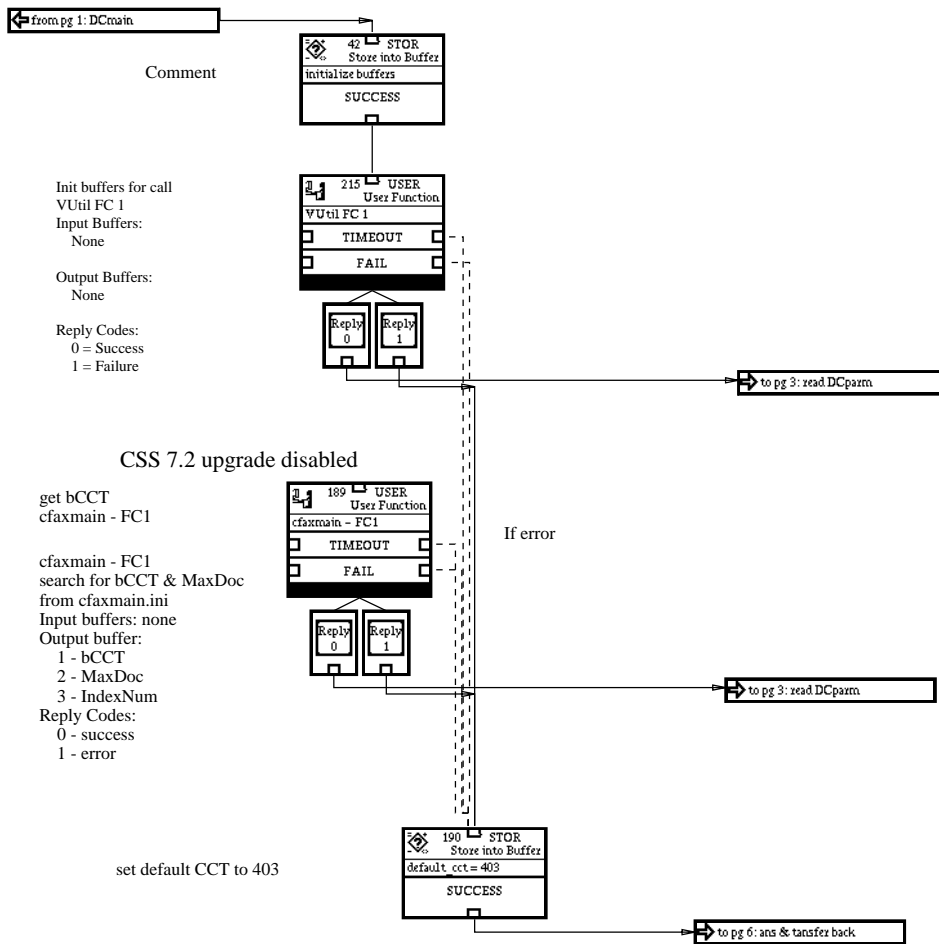 from pg 1: DCmain
42 STOR
Store into Buffer
initialize buffers
SUCCESS
Comment
Init buffers for call
VUtil FC 1
Input Buffers:
None
Output Buffers:
None
Reply Codes:
0 = Success
1 = Failure
215 USER
User Function
VUtil FC 1
TIMEOUT
FAIL
Reply
0
Reply
1
to pg 3: read DCparm
CSS 7.2 upgrade disabled
get bCCT
cfaxmain - FC1
cfaxmain - FC1
search for bCCT & MaxDoc
from cfaxmain.ini
Input buffers: none
Output buffer:
1 - bCCT
2 - MaxDoc
3 - IndexNum
Reply Codes:
0 - success
1 - error
189 USER
User Function
cfaxmain - FC1
TIMEOUT
FAIL
Reply
0
Reply
1
If error
to pg 3: read DCparm
set default CCT to 403
190 STOR
Store into Buffer
default_cct = 403
SUCCESS
to pg 6: ans & tansfer back